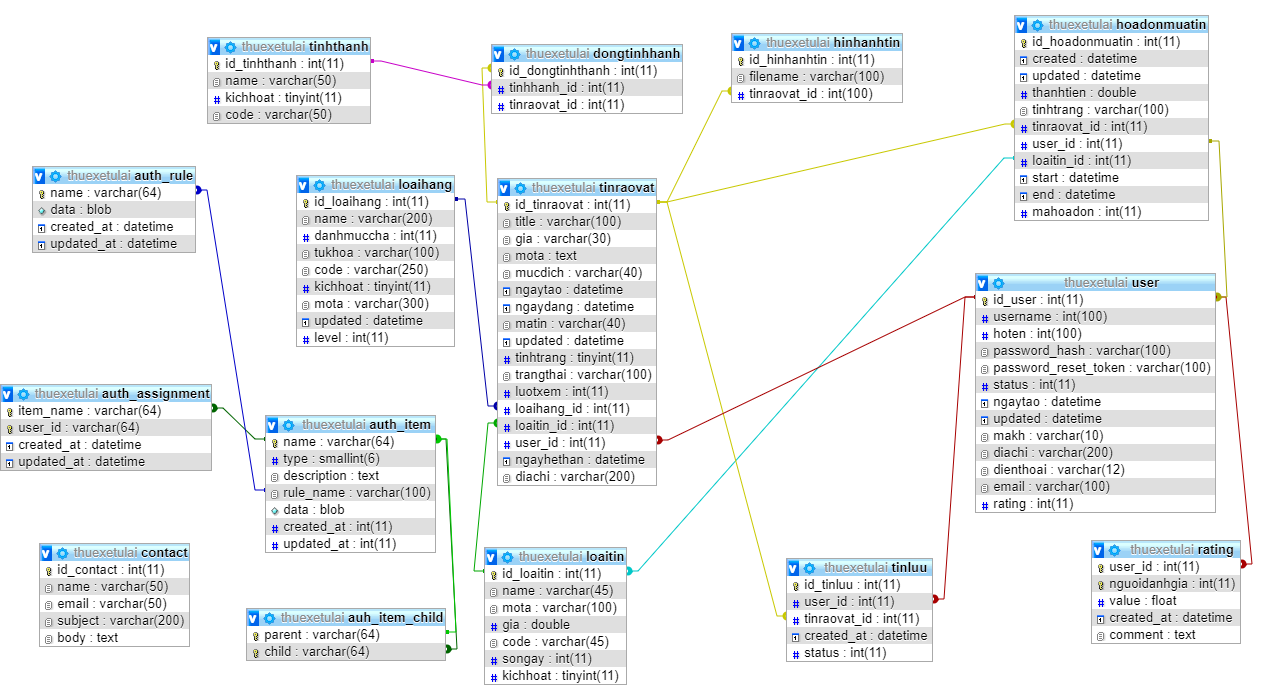 thuexetulai tinhthanh
id_tinhthanh : int(11)
name : varchar(50)
kichhoat : tinyint(11)
code : varchar(50)
thuexetulai dongtinhhanh
id_dongtinhthanh : int(11)
tinhhanh_id : int(11)
tinraovat_id : int(11)
thuexetulai hinhanhtin
id_hinhanhtin : int(11)
filename : varchar(100)
tinraovat_id : int(100)
thuexetulai hoadonmuatin
id_hoadonmuatin : int(11)
created : datetime
updated : datetime
thanhtien : double
tinhtrang : varchar(100)
tinraovat_id : int(11)
user_id : int(11)
loaitin_id : int(11)
start : datetime
end : datetime
mahoadon : int(11)
thuexetulai auth_rule
name : varchar(64)
data : blob
created_at : datetime
updated_at : datetime
thuexetulai loaihang
id_loaihang : int(11)
name : varchar(200)
danhmuccha : int(11)
tukhoa : varchar(100)
code : varchar(250)
kichhoat : tinyint(11)
mota : varchar(300)
updated : datetime
level : int(11)
thuexetulai tinraovat
id_tinraovat : int(11)
title : varchar(100)
gia : varchar(30)
mota : text
mucdich : varchar(40)
ngaytao : datetime
ngaydang : datetime
matin : varchar(40)
updated : datetime
tinhtrang : tinyint(11)
trangthai : varchar(100)
luotxem : int(11)
loaihang_id : int(11)
loaitin_id : int(11)
user_id : int(11)
ngayhethan : datetime
diachi : varchar(200)
thuexetulai user
id_user : int(11)
username : int(100)
hoten : int(100)
password_hash : varchar(100)
password_reset_token : varchar(100)
status : int(11)
ngaytao : datetime
updated : datetime
makh : varchar(10)
diachi : varchar(200)
dienthoai : varchar(12)
email : varchar(100)
rating : int(11)
thuexetulai auth_assignment
item_name : varchar(64)
user_id : varchar(64)
created_at : datetime
updated_at : datetime
thuexetulai auth_item
name : varchar(64)
type : smallint(6)
description : text
rule_name : varchar(100)
data : blob
created_at : int(11)
updated_at : int(11)
thuexetulai contact
id_contact : int(11)
name : varchar(50)
email : varchar(50)
subject : varchar(200)
body : text
thuexetulai auh_item_child
parent : varchar(64)
child : varchar(64)
thuexetulai loaitin
id_loaitin : int(11)
name : varchar(45)
mota : varchar(100)
gia : double
code : varchar(45)
songay : int(11)
kichhoat : tinyint(11)
thuexetulai tinluu
id_tinluu : int(11)
user_id : int(11)
tinraovat_id : int(11)
created_at : datetime
status : int(11)
thuexetulai rating
user_id : int(11)
nguoidanhgia : int(11)
value : float
created_at : datetime
comment : text